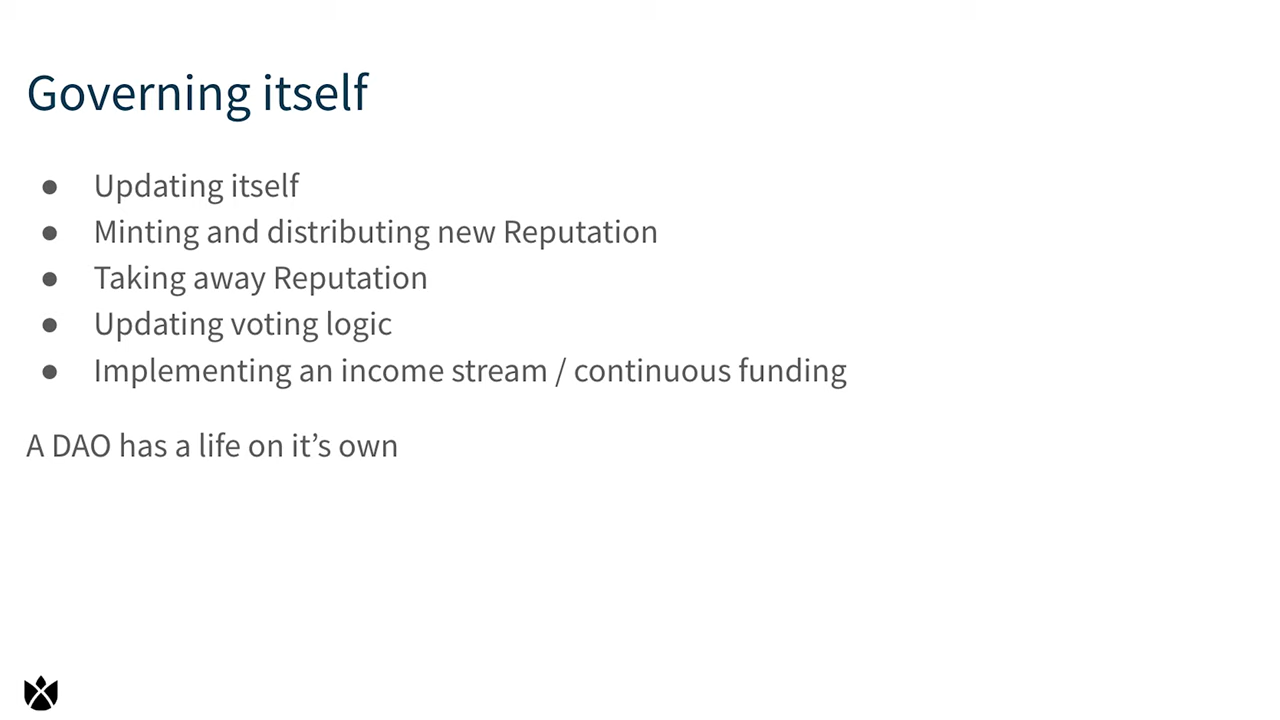 Governing itself
● Updating itself
● Minting and distributing new Reputation
● Taking away Reputation
● Updating voting logic
● Implementing an income stream / continuous funding
A DAO has a life on it’s own